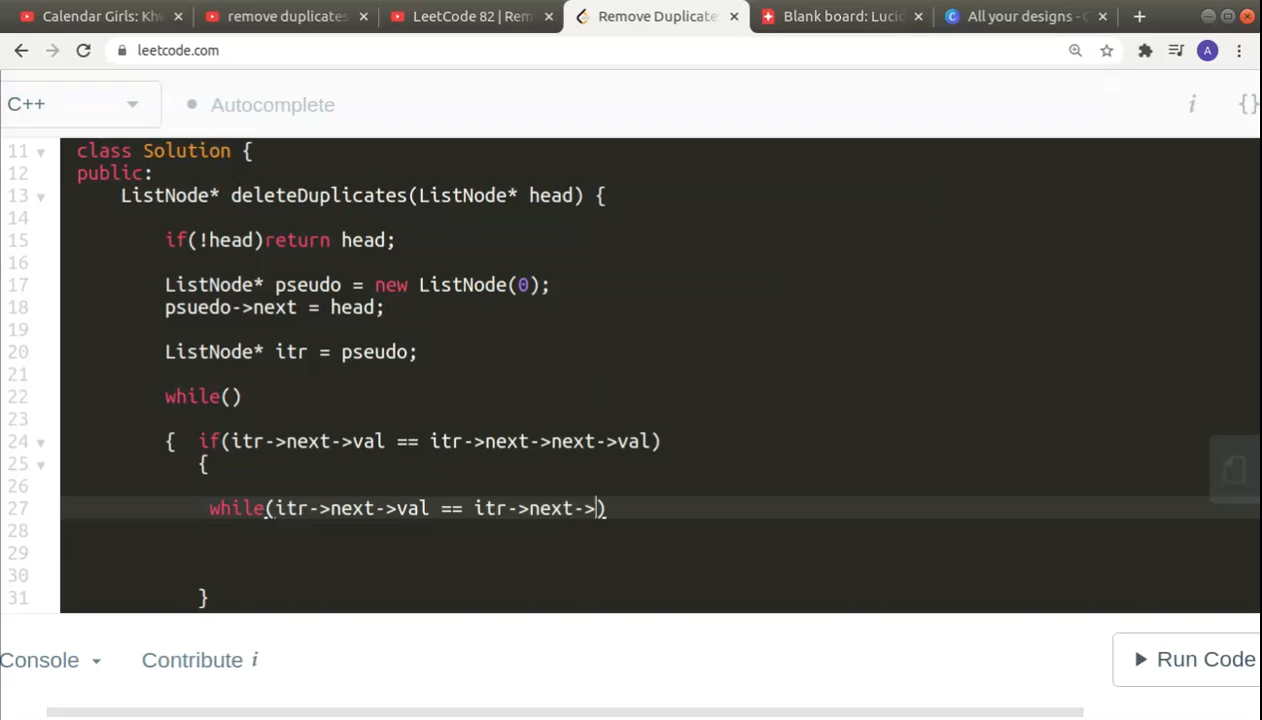 Calendar Girls: Kh
remove duplicates
LeetCode 82 | Rem
Remove Duplicate
Blank board: Lucid
All your designs - C
leetcode.com
A
C++
Autocomplete
i
{}
11 class Solution {
12 public:
13 ListNode* deleteDuplicates(ListNode* head) {
14
15 if(!head)return head;
16
17 ListNode* pseudo = new ListNode(0);
18 psuedo->next = head;
19
20 ListNode* itr = pseudo;
21
22 while()
23
24 { if(itr->next->val == itr->next->next->val)
25 {
26
27 while(itr->next->val == itr->next->)
28
29
30
31 }
Console
Contribute i
Run Code